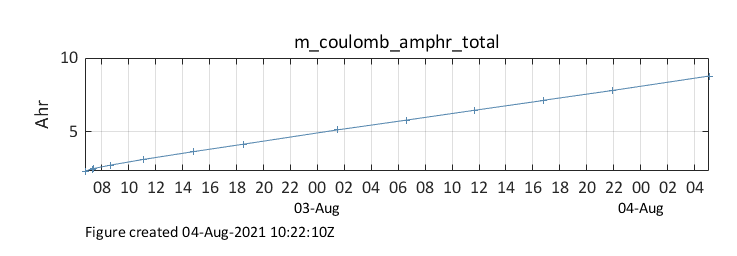 m_coulomb_amphr_total
10
5
Ahr
08 10 12 14 16 18 20 22 00 02 04 06 08 10 12 14 16 18 20 22 00 02 04
03-Aug 04-Aug
Figure created 04-Aug-2021 10:22:10Z